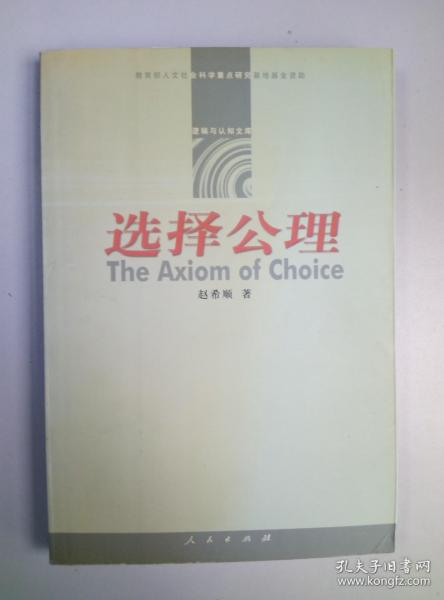 教育部人文社会科学重点研究基地基金资助
逻辑与认知文库
选择公理
The Axiom of Choice
赵希顺 著
人民出版社
孔夫子旧书网
www.kongfz.com